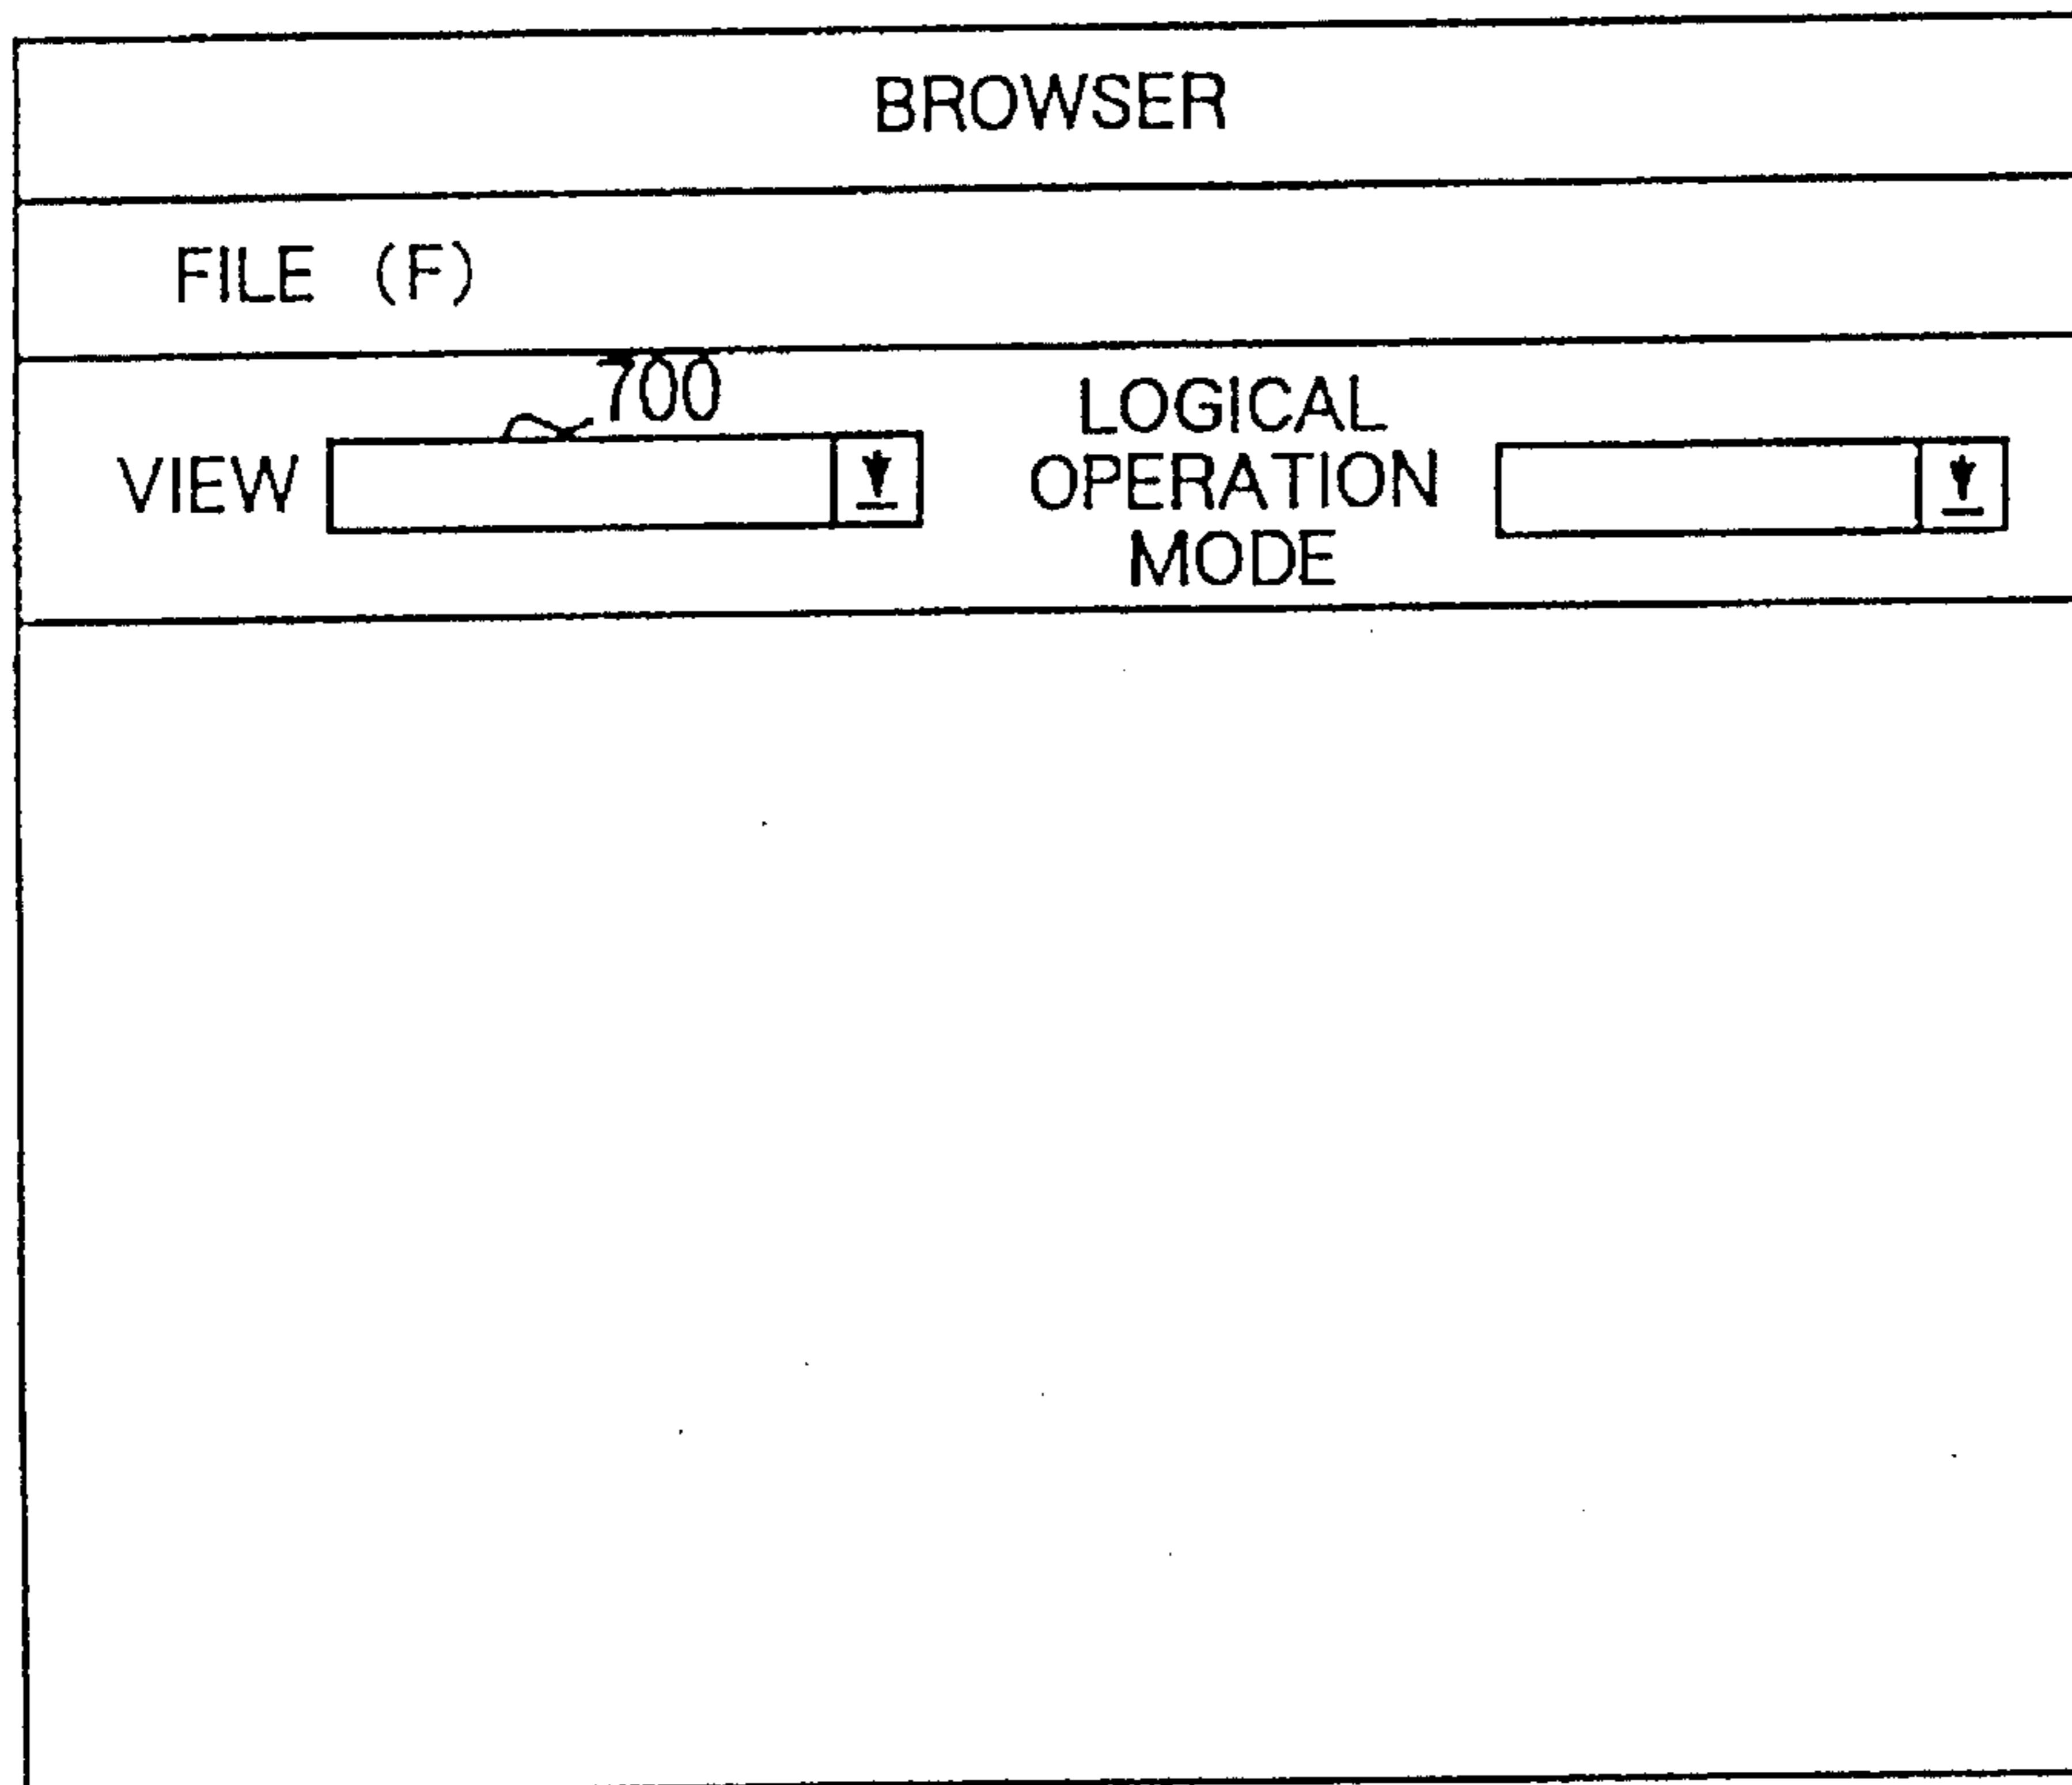 BROWSER
FILE (F)
700
VIEW
LOGICAL
OPERATION
MODE